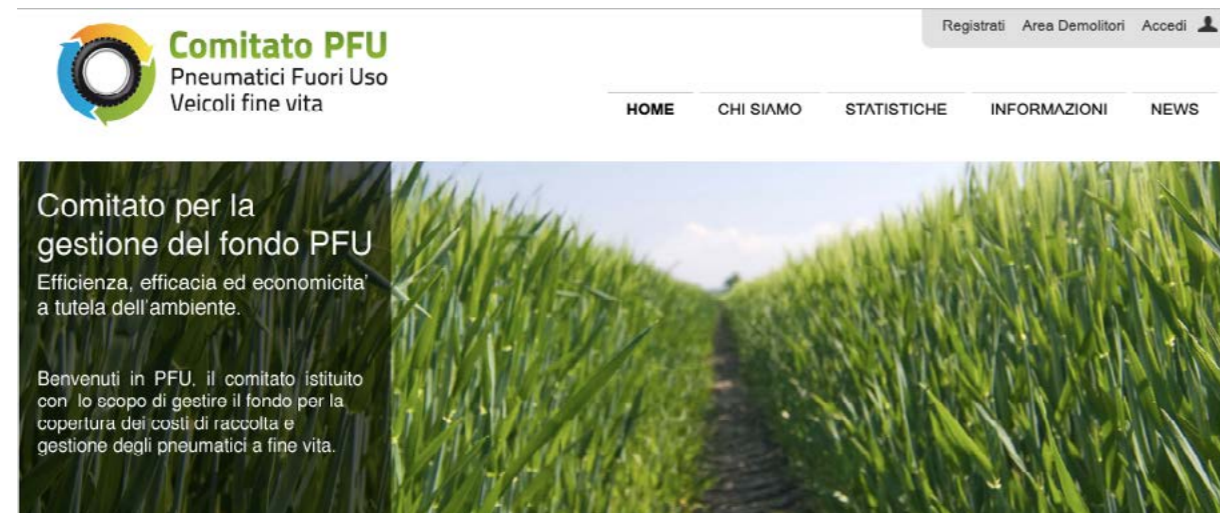 Comitato PFU
Pneumatici Fuori Uso
Veicoli fine vita
Registrati Area Demolitori Accedi
HOME CHI SIAMO STATISTICHE INFORMAZIONI NEWS
Comitato per la
gestione del fondo PFU
Efficienza, efficacia ed economicita'
a tutela dell'ambiente.
Benvenuti in PFU, il comitato istituito
con lo scopo di gestire il fondo per la
copertura dei costi di raccolta e
gestione degli pneumatici a fine vita.